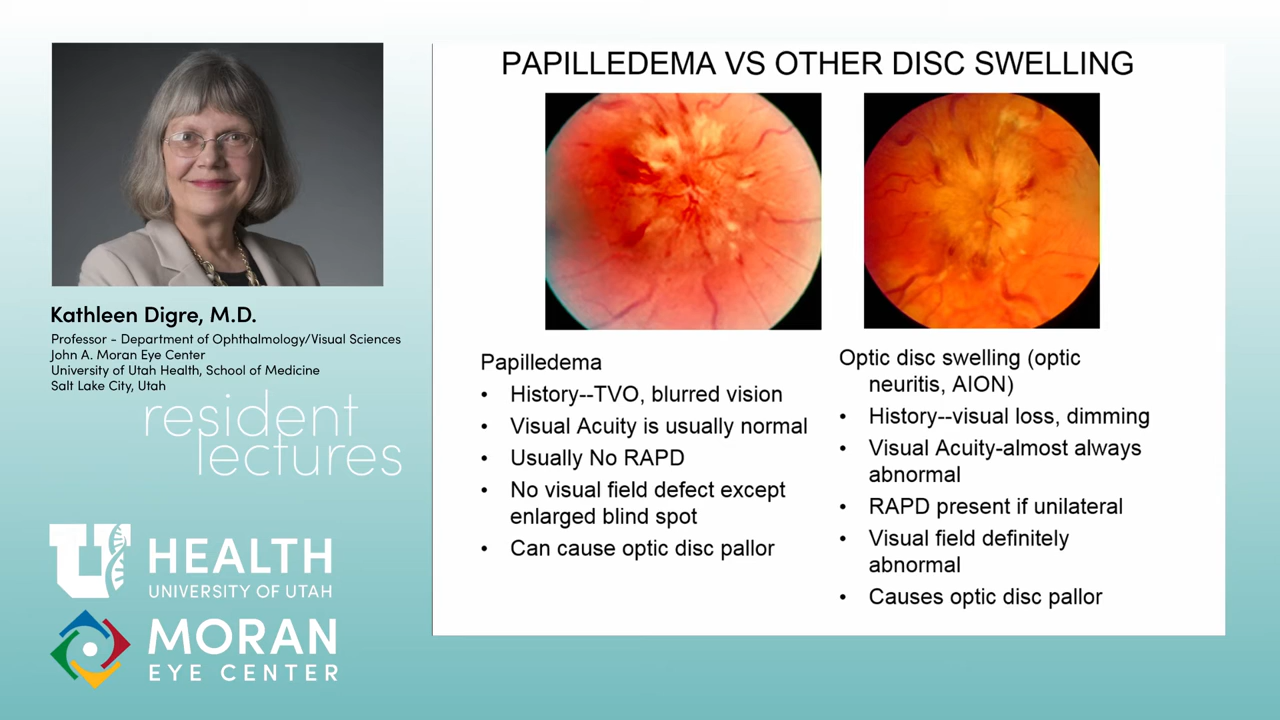 PAPILLEDEMA VS OTHER DISC SWELLING
Kathleen Digre, M.D.
Professor - Department of Ophthalmology/Visual Sciences
John A. Moran Eye Center
University of Utah Health, School of Medicine
Salt Lake City, Utah
resident
lectures
U HEALTH
UNIVERSITY OF UTAH
MORAN
EYE CENTER
Papilledema
• History--TVO, blurred vision
• Visual Acuity is usually normal
• Usually No RAPD
• No visual field defect except
enlarged blind spot
• Can cause optic disc pallor
Optic disc swelling (optic
neuritis, AION)
• History--visual loss, dimming
• Visual Acuity-almost always
abnormal
• RAPD present if unilateral
• Visual field definitely
abnormal
• Causes optic disc pallor